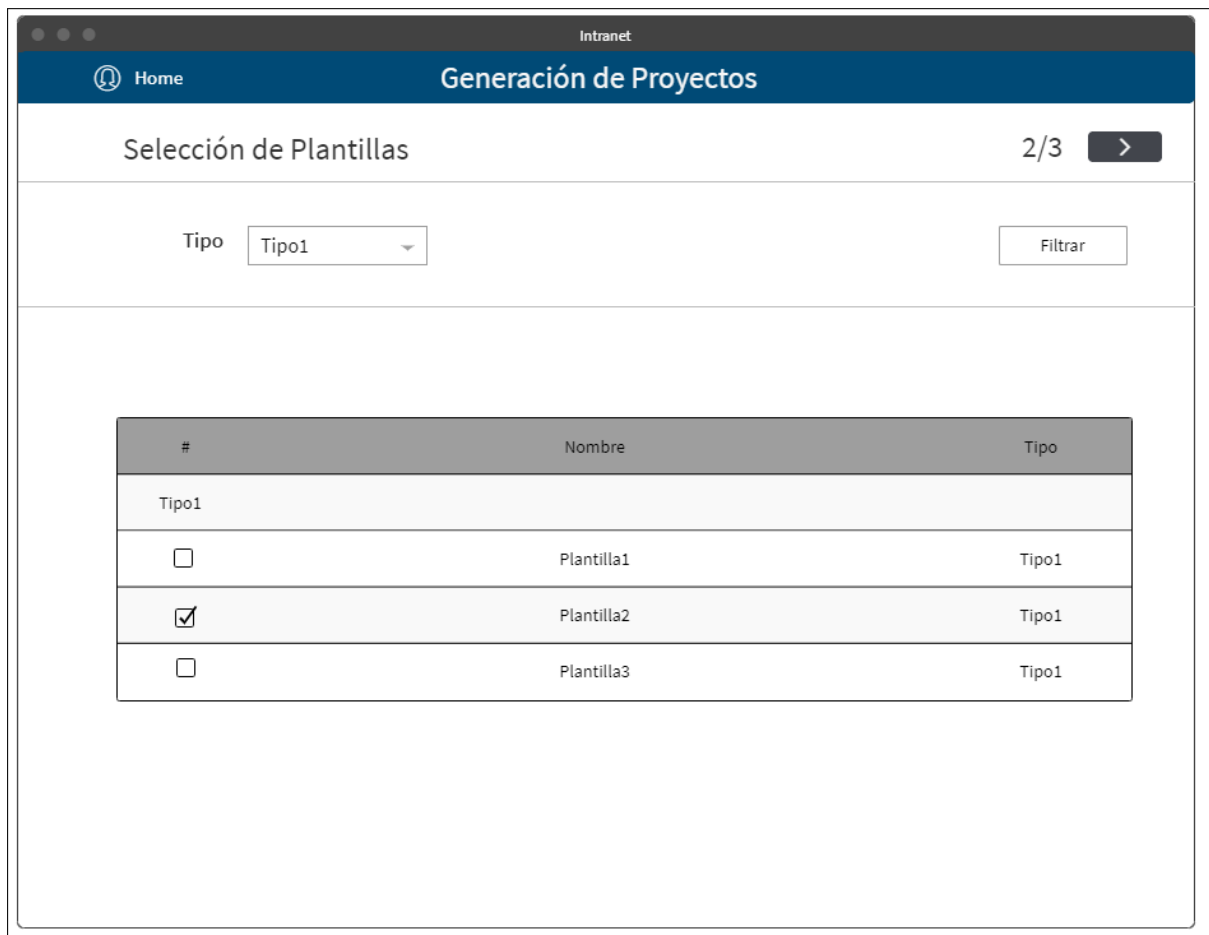 Intranet
Home Generación de Proyectos
Selección de Plantillas 2/3
Tipo Tipo1 Filtrar
# Nombre Tipo
Tipo1
Plantilla1 Tipo1
Plantilla2 Tipo1
Plantilla3 Tipo1